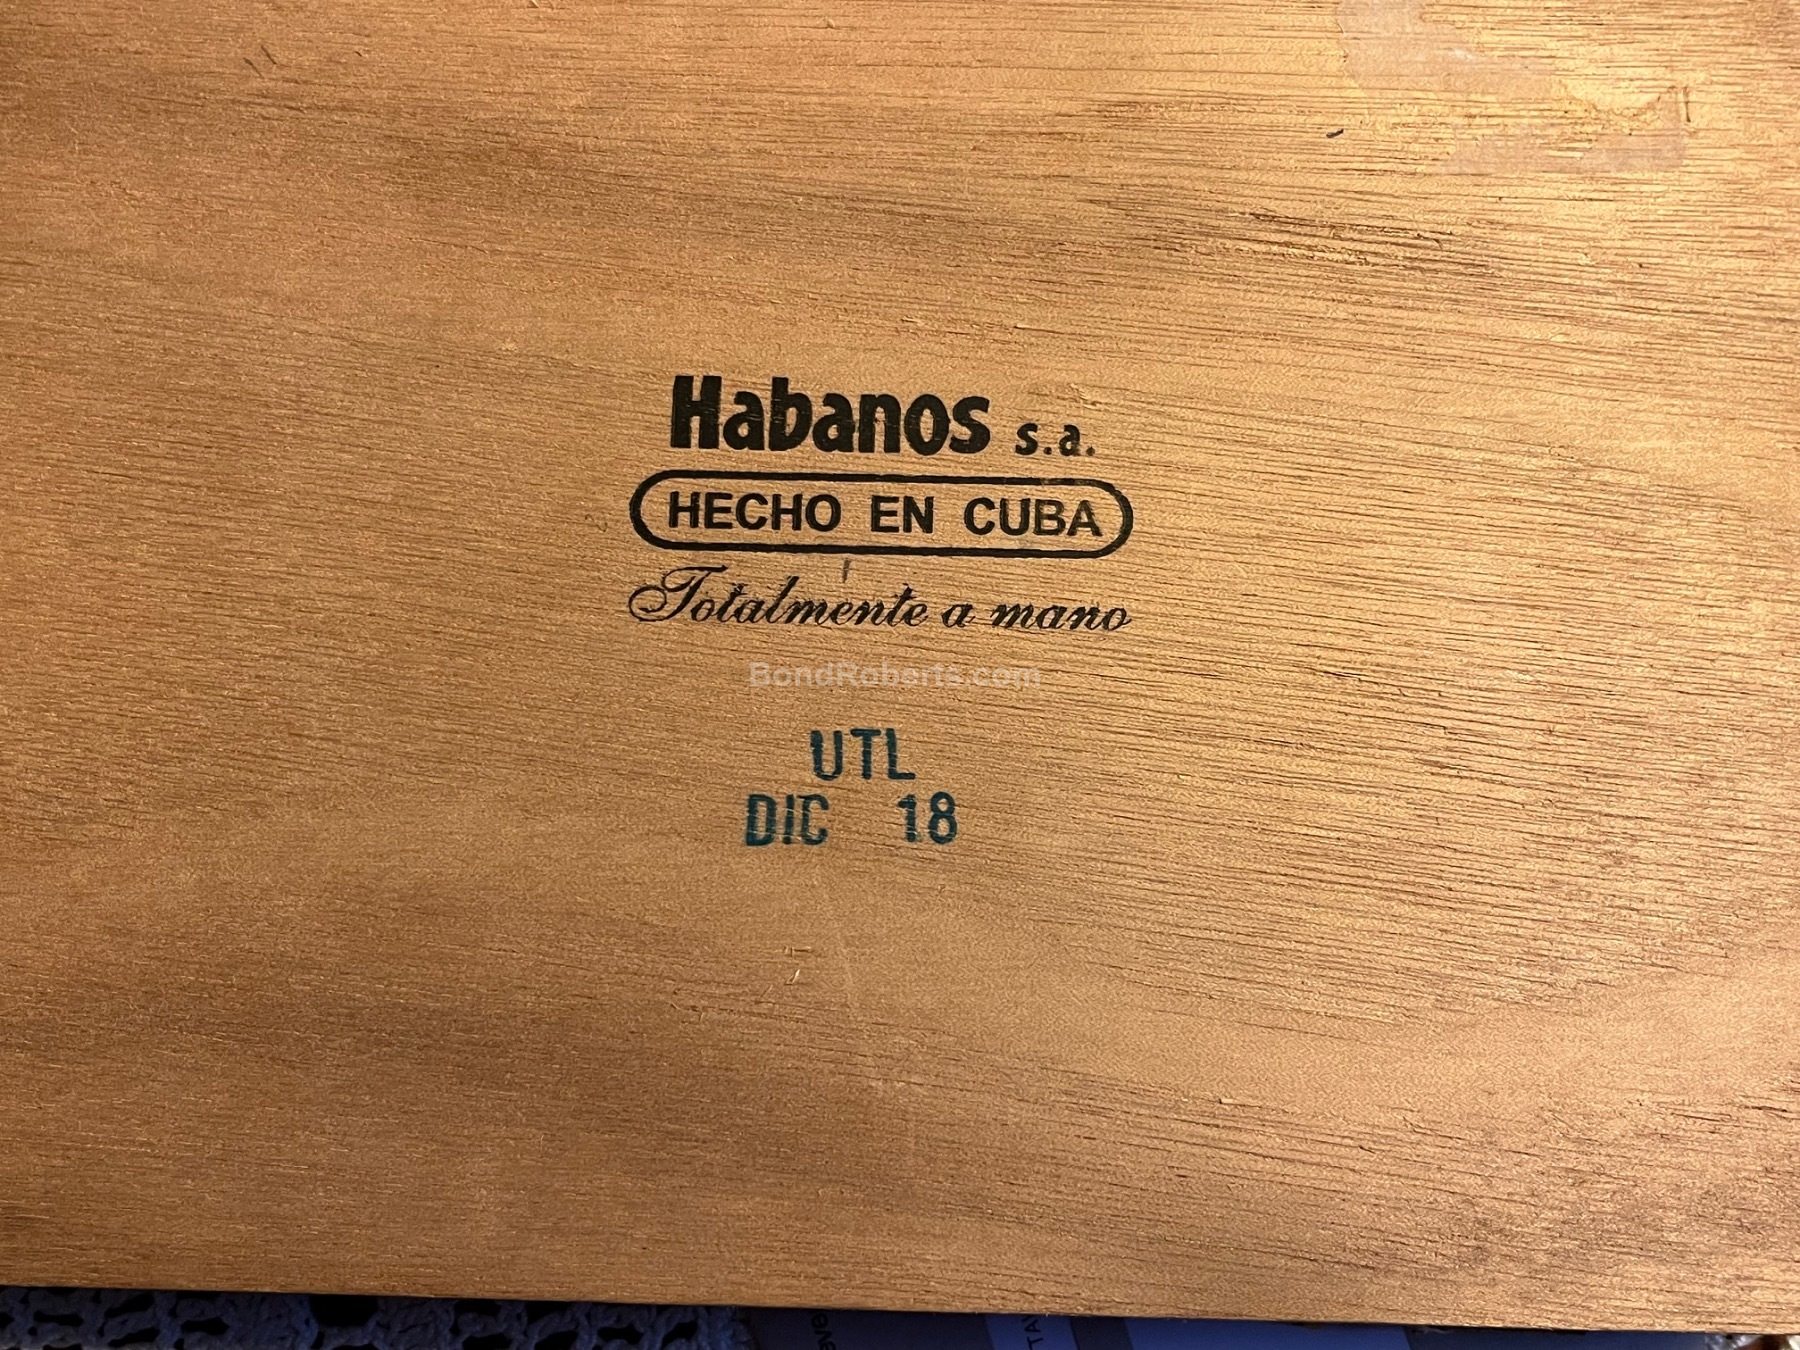 Habanos s.a.
HECHO EN CUBA
Totalmente a mano
BondRoberts.com
UTL
DIC 18